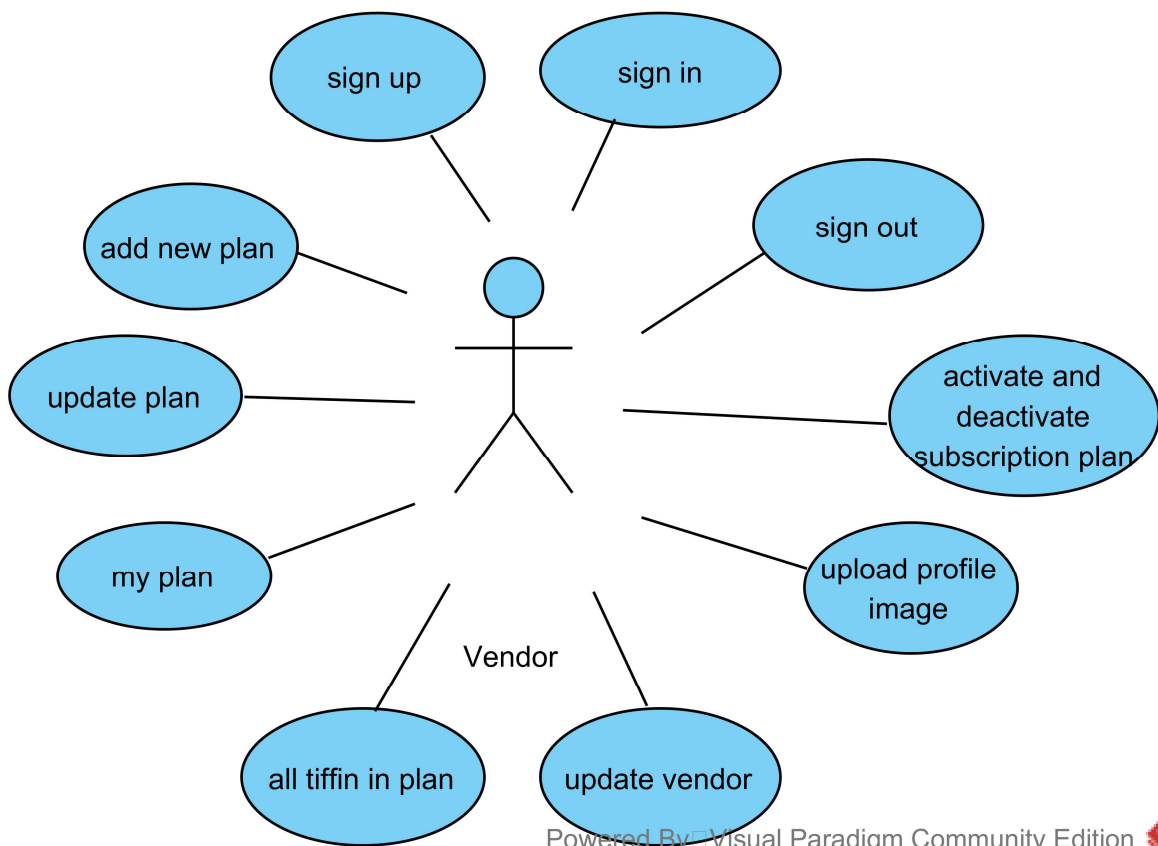 sign up
sign in
add new plan
sign out
update plan
activate and
deactivate
subscription plan
my plan
upload profile
image
Vendor
all tiffin in plan
update vendor
Powered By□Visual Paradigm Community Edition